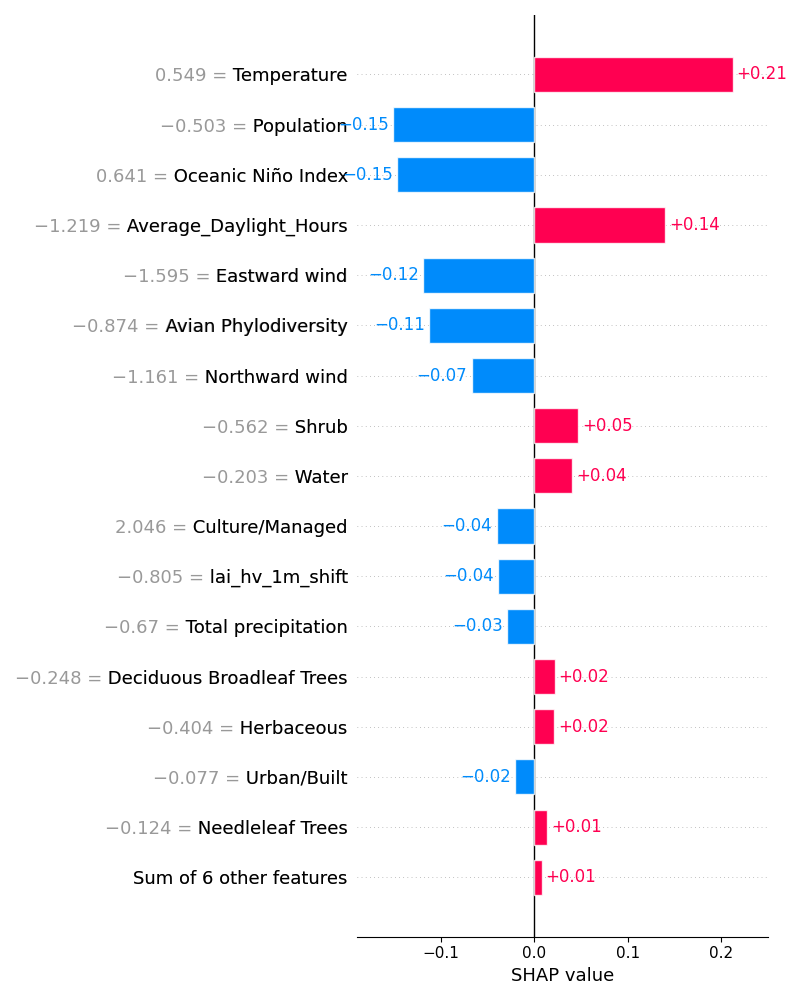 0.549 = Temperature +0.21
−0.503 = Population −0.15
0.641 = Oceanic Niño Index −0.15
−1.219 = Average_Daylight_Hours +0.14
−1.595 = Eastward wind −0.12
−0.874 = Avian Phylodiversity −0.11
−1.161 = Northward wind −0.07
−0.562 = Shrub +0.05
−0.203 = Water +0.04
2.046 = Culture/Managed −0.04
−0.805 = lai_hv_1m_shift −0.04
−0.67 = Total precipitation −0.03
−0.248 = Deciduous Broadleaf Trees +0.02
−0.404 = Herbaceous +0.02
−0.077 = Urban/Built −0.02
−0.124 = Needleleaf Trees +0.01
Sum of 6 other features +0.01
−0.1 0.0 0.1 0.2
SHAP value